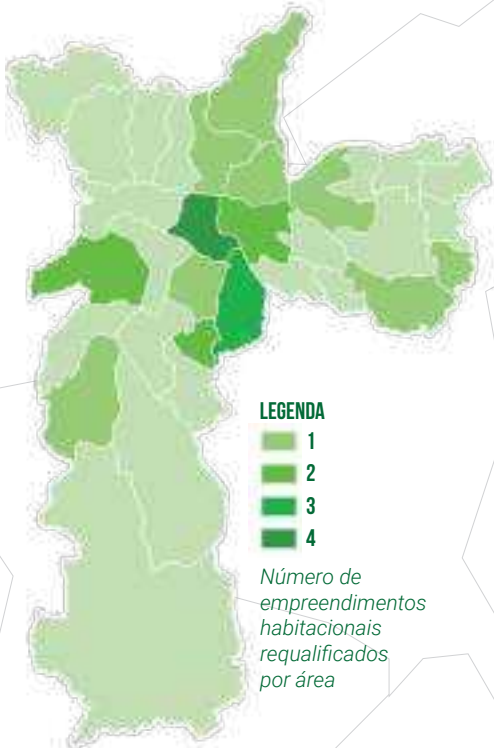 LEGENDA
1
2
3
4
Número de
empreendimentos
habitacionais
requalificados
por área